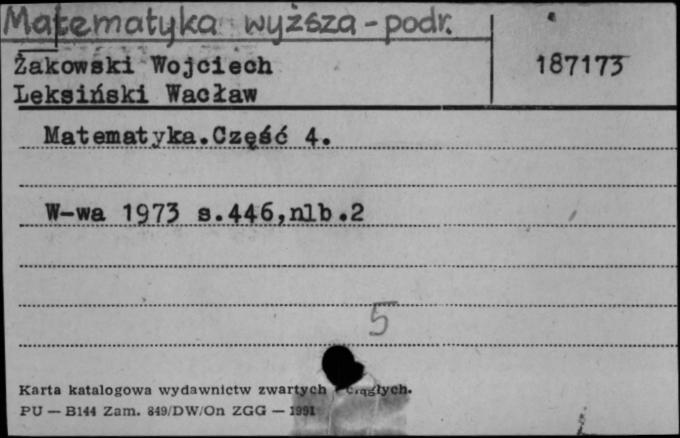 Matematyka wyższa - podr.
Żakowski Wojciech
187173
Leksiński Wacław
Matematyka.Część 4.
W-wa 1973 s.446,nlb.2
5
Karta katalogowa wydawnictw zwartych ciągłych.
PU — B144 Zam. 849/DW/On ZGG — 1991